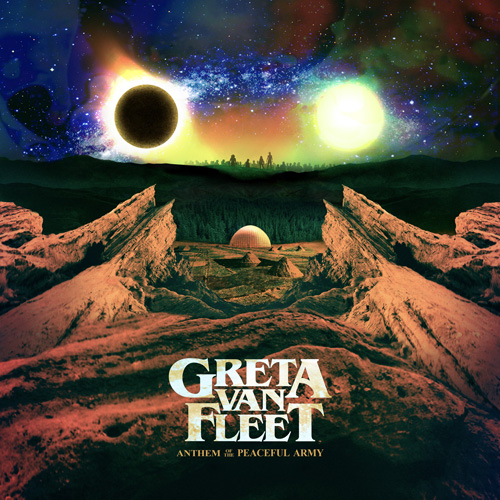 GRETA
VAN
FLEET
ANTHEM OF THE PEACEFUL ARMY